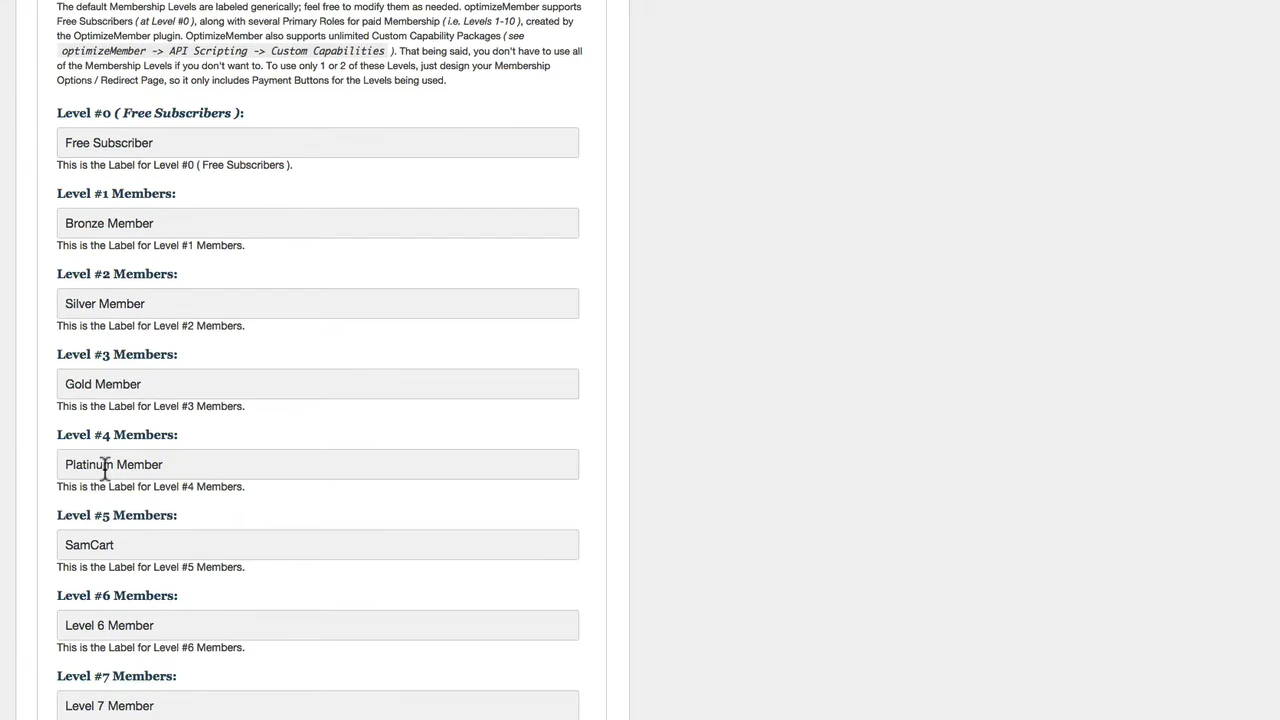 The default Membership Levels are labeled generically; feel free to modify them as needed. optimizeMember supports
Free Subscribers ( at Level #0 ), along with several Primary Roles for paid Membership ( i.e. Levels 1-10 ), created by
the OptimizeMember plugin. OptimizeMember also supports unlimited Custom Capability Packages ( see
optimizeMember -> API Scripting -> Custom Capabilities ). That being said, you don't have to use all
of the Membership Levels if you don't want to. To use only 1 or 2 of these Levels, just design your Membership
Options / Redirect Page, so it only includes Payment Buttons for the Levels being used.
Level #0 ( Free Subscribers ):
Free Subscriber
This is the Label for Level #0 ( Free Subscribers ).
Level #1 Members:
Bronze Member
This is the Label for Level #1 Members.
Level #2 Members:
Silver Member
This is the Label for Level #2 Members.
Level #3 Members:
Gold Member
This is the Label for Level #3 Members.
Level #4 Members:
Platinum Member
This is the Label for Level #4 Members.
Level #5 Members:
SamCart
This is the Label for Level #5 Members.
Level #6 Members:
Level 6 Member
This is the Label for Level #6 Members.
Level #7 Members:
Level 7 Member